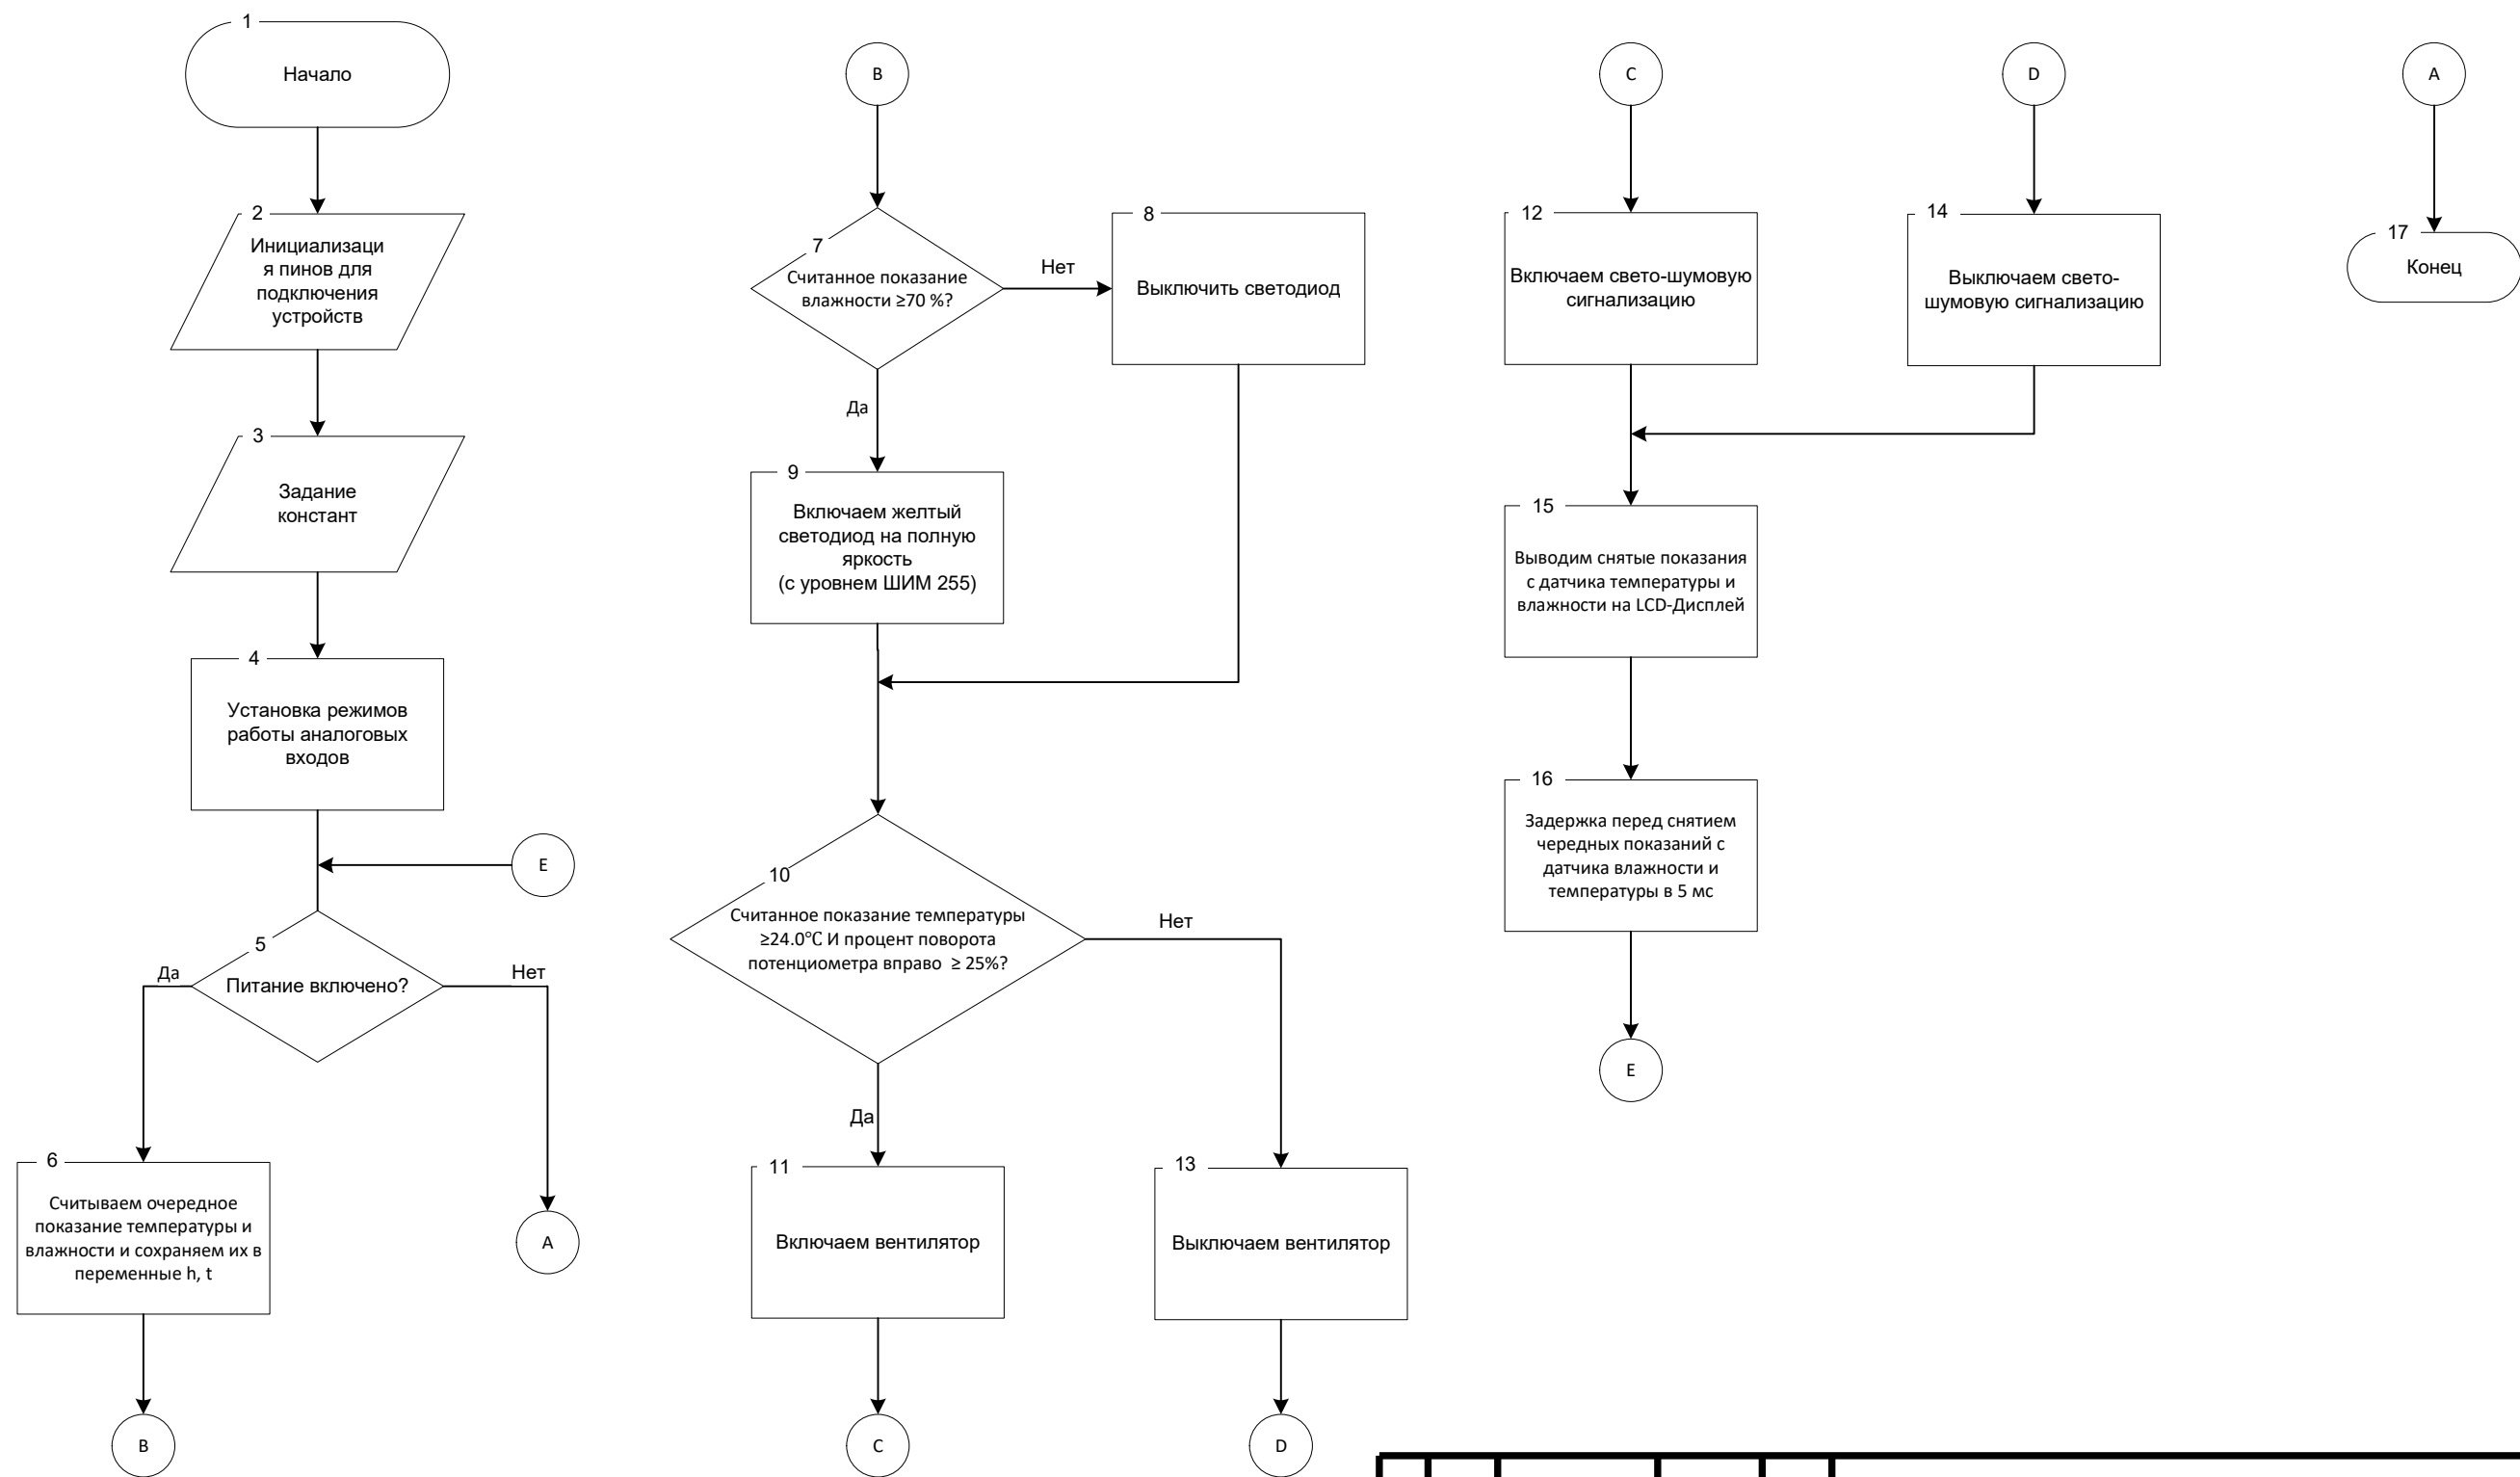 1
Начало
2
Инициализаци
я пинов для
подключения
устройств
3
Задание
констант
4
Установка режимов
работы аналоговых
входов
E
5
Да
Нет
Питание включено?
6
Считываем очередное
показание температуры и
влажности и сохраняем их в
переменные h, t
A
B
B
7
Считанное показание
влажности ≥70 %?
Нет
8
Выключить светодиод
Да
9
Включаем желтый
светодиод на полную
яркость
(с уровнем ШИМ 255)
10
Считанное показание температуры
≥24.0℃ И процент поворота
потенциометра вправо ≥ 25%?
Нет
Да
11
Включаем вентилятор
13
Выключаем вентилятор
C
D
C
12
Включаем свето-шумовую
сигнализацию
D
14
Выключаем свето-
шумовую сигнализацию
15
Выводим снятые показания
с датчика температуры и
влажности на LCD-Дисплей
16
Задержка перед снятием
чередных показаний с
датчика влажности и
температуры в 5 мс
E
A
17
Конец